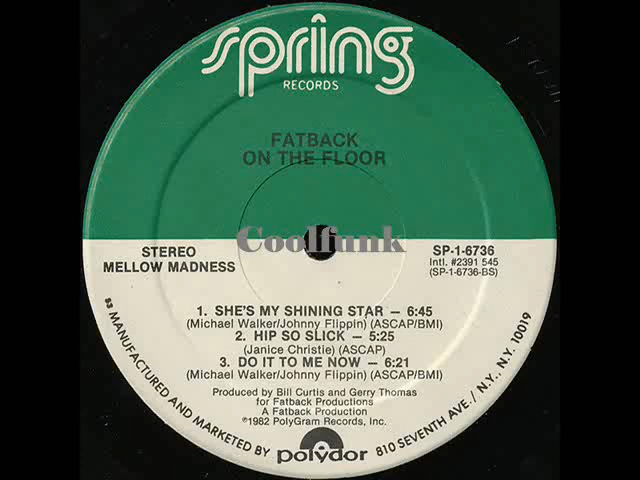 spring
RECORDS
FATBACK
ON THE FLOOR
Coolfunk
STEREO
MELLOW MADNESS
SP-1-6736
Intl. #2391 545
(SP-1-6736-BS)
1. SHE'S MY SHINING STAR — 6:45
(Michael Walker/Johnny Flippin) (ASCAP/BMI)
2. HIP SO SLICK — 5:25
(Janice Christie) (ASCAP)
3. DO IT TO ME NOW — 6:21
(Michael Walker/Johnny Flippin) (ASCAP/BMI)
Produced by Bill Curtis and Gerry Thomas
for Fatback Productions
A Fatback Production
©1982 PolyGram Records, Inc.
53 MANUFACTURED AND MARKETED BY polydor 810 SEVENTH AVE./ N.Y. N.Y. 10019